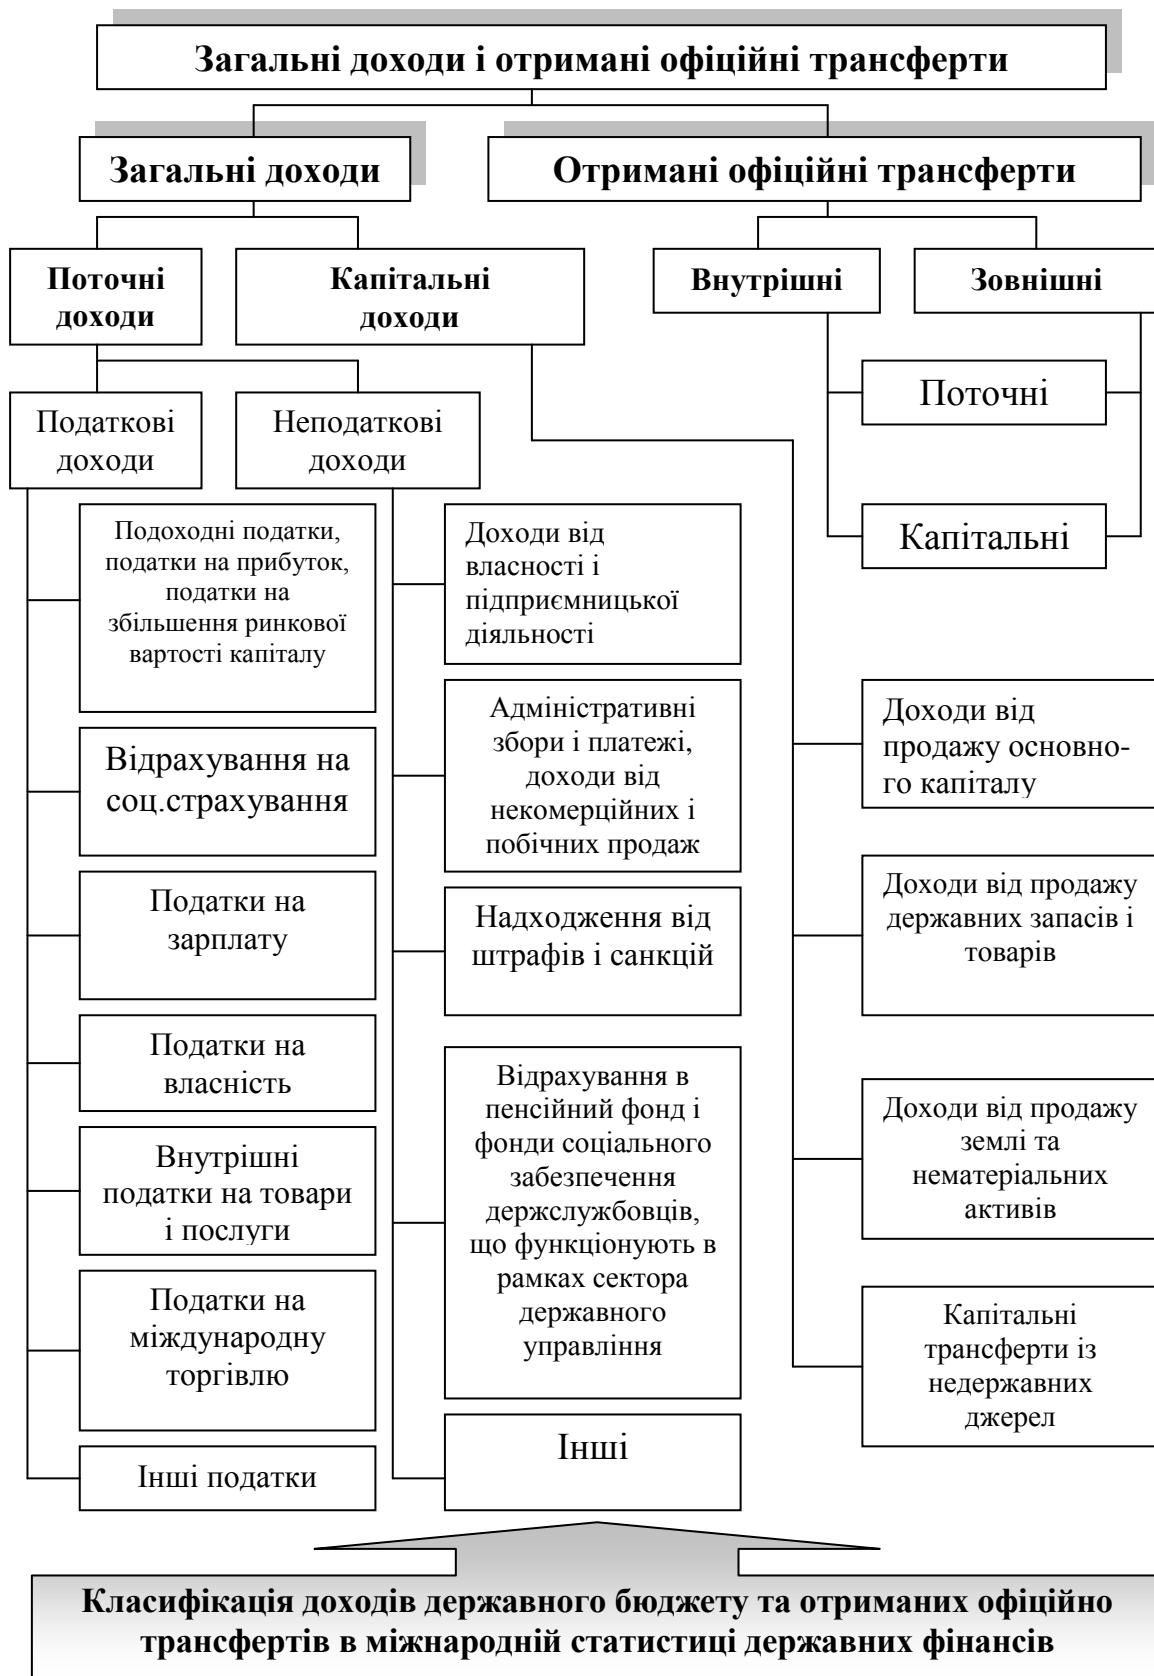 Загальні доходи і отримані офіційні трансферти
Загальні доходи
Отримані офіційні трансферти
Поточні
доходи
Капітальні
доходи
Внутрішні
Зовнішні
Поточні
Капітальні
Податкові
доходи
Неподаткові
доходи
Подоходні податки,
податки на прибуток,
податки на
збільшення ринкової
вартості капіталу
Відрахування на
соц.страхування
Податки на
зарплату
Податки на
власність
Внутрішні
податки на товари
і послуги
Податки на
міждународну
торгівлю
Інші податки
Доходи від
власності і
підприємницької
діяльності
Адміністративні
збори і платежі,
доходи від
некомерційних і
побічних продаж
Надходження від
штрафів і санкцій
Відрахування в
пенсійний фонд і
фонди соціального
забезпечення
держслужбовців,
що функціонують в
рамках сектора
державного
управління
Інші
Доходи від
продажу основно-
го капіталу
Доходи від продажу
державних запасів і
товарів
Доходи від продажу
землі та
нематеріальних
активів
Капітальні
трансферти із
недержавних
джерел
Класифікація доходів державного бюджету та отриманих офіційно
трансфертів в міжнародній статистиці державних фінансів